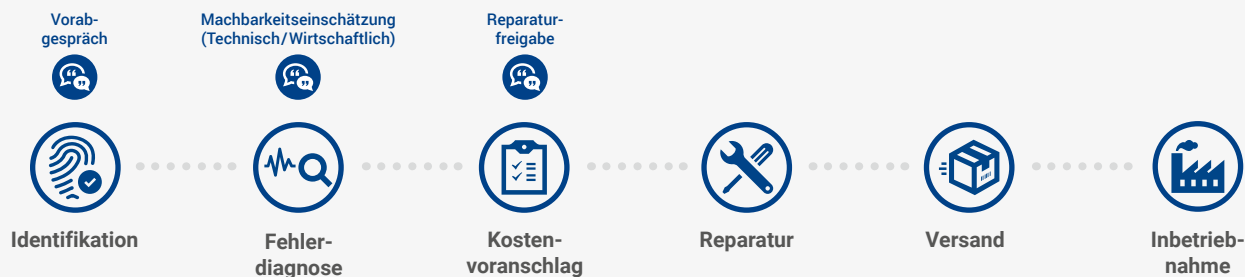 Vorab-
gespräch
Machbarkeitseinschätzung
(Technisch/Wirtschaftlich)
Reparatur-
freigabe
Identifikation
Fehler-
diagnose
Kosten-
voranschlag
Reparatur
Versand
Inbetrieb-
nahme